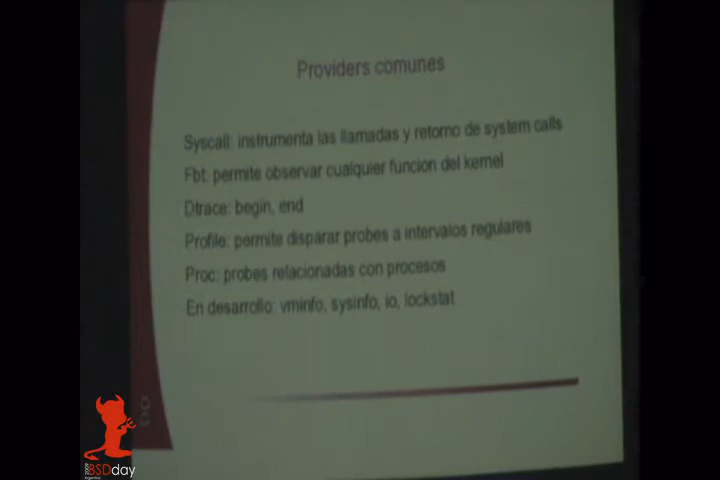 Providers comunes
Syscall: instrumenta las llamadas y retorno de system calls
Fbt: permite observar cualquier funcion del kernel
Dtrace: begin, end
Profile: permite disparar probes a intervalos regulares
Proc: probes relacionadas con procesos
En desarrollo: vminfo, sysinfo, io, lockstat
BSDday